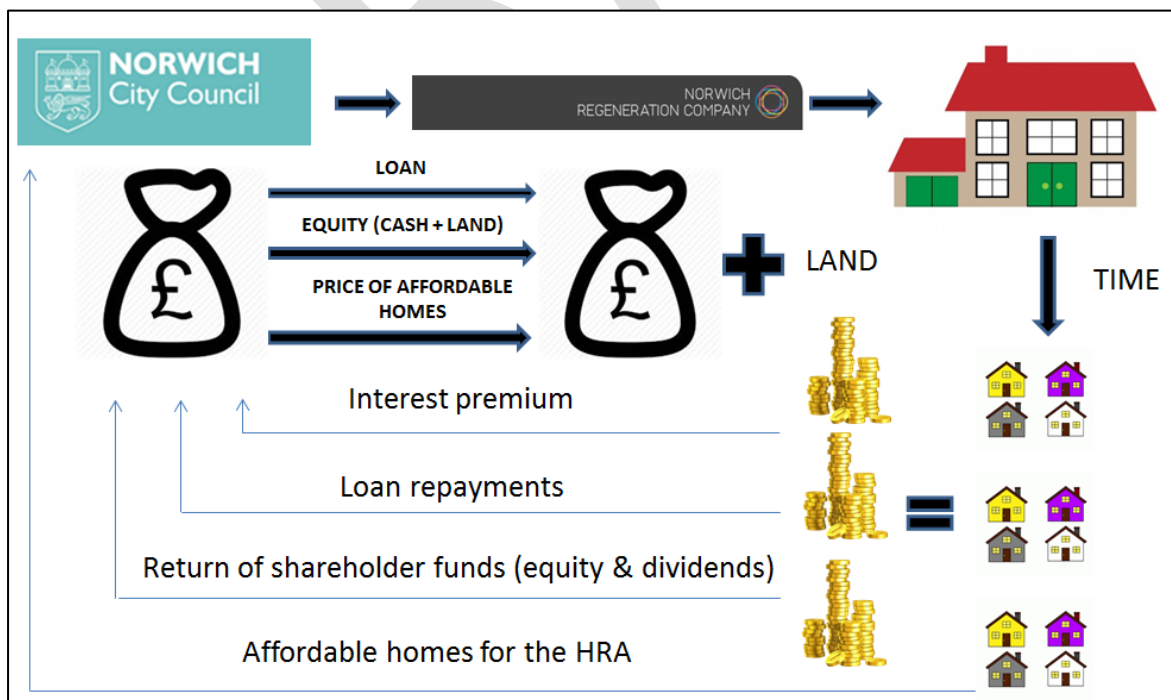 NORWICH
City Council
NORWICH
REGENERATION COMPANY
LOAN
EQUITY (CASH + LAND)
PRICE OF AFFORDABLE
HOMES
£
£
LAND
TIME
Interest premium
Loan repayments
Return of shareholder funds (equity & dividends)
Affordable homes for the HRA